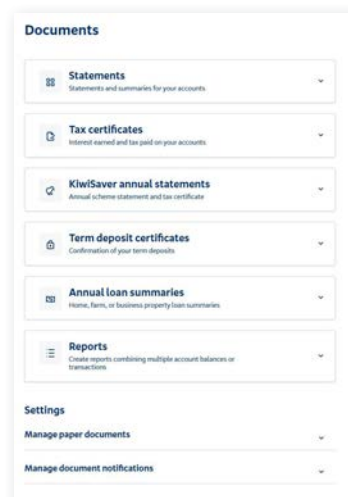 Documents
Statements
Statements and summaries for your accounts
Tax certificates
Interest earned and tax paid on your accounts
KiwiSaver annual statements
Annual scheme statement and tax certificate
Term deposit certificates
Confirmation of your term deposits
Annual loan summaries
Home, farm, or business property loan summaries
Reports
Create reports combining multiple account balances or
transactions
Settings
Manage paper documents
Manage document notifications